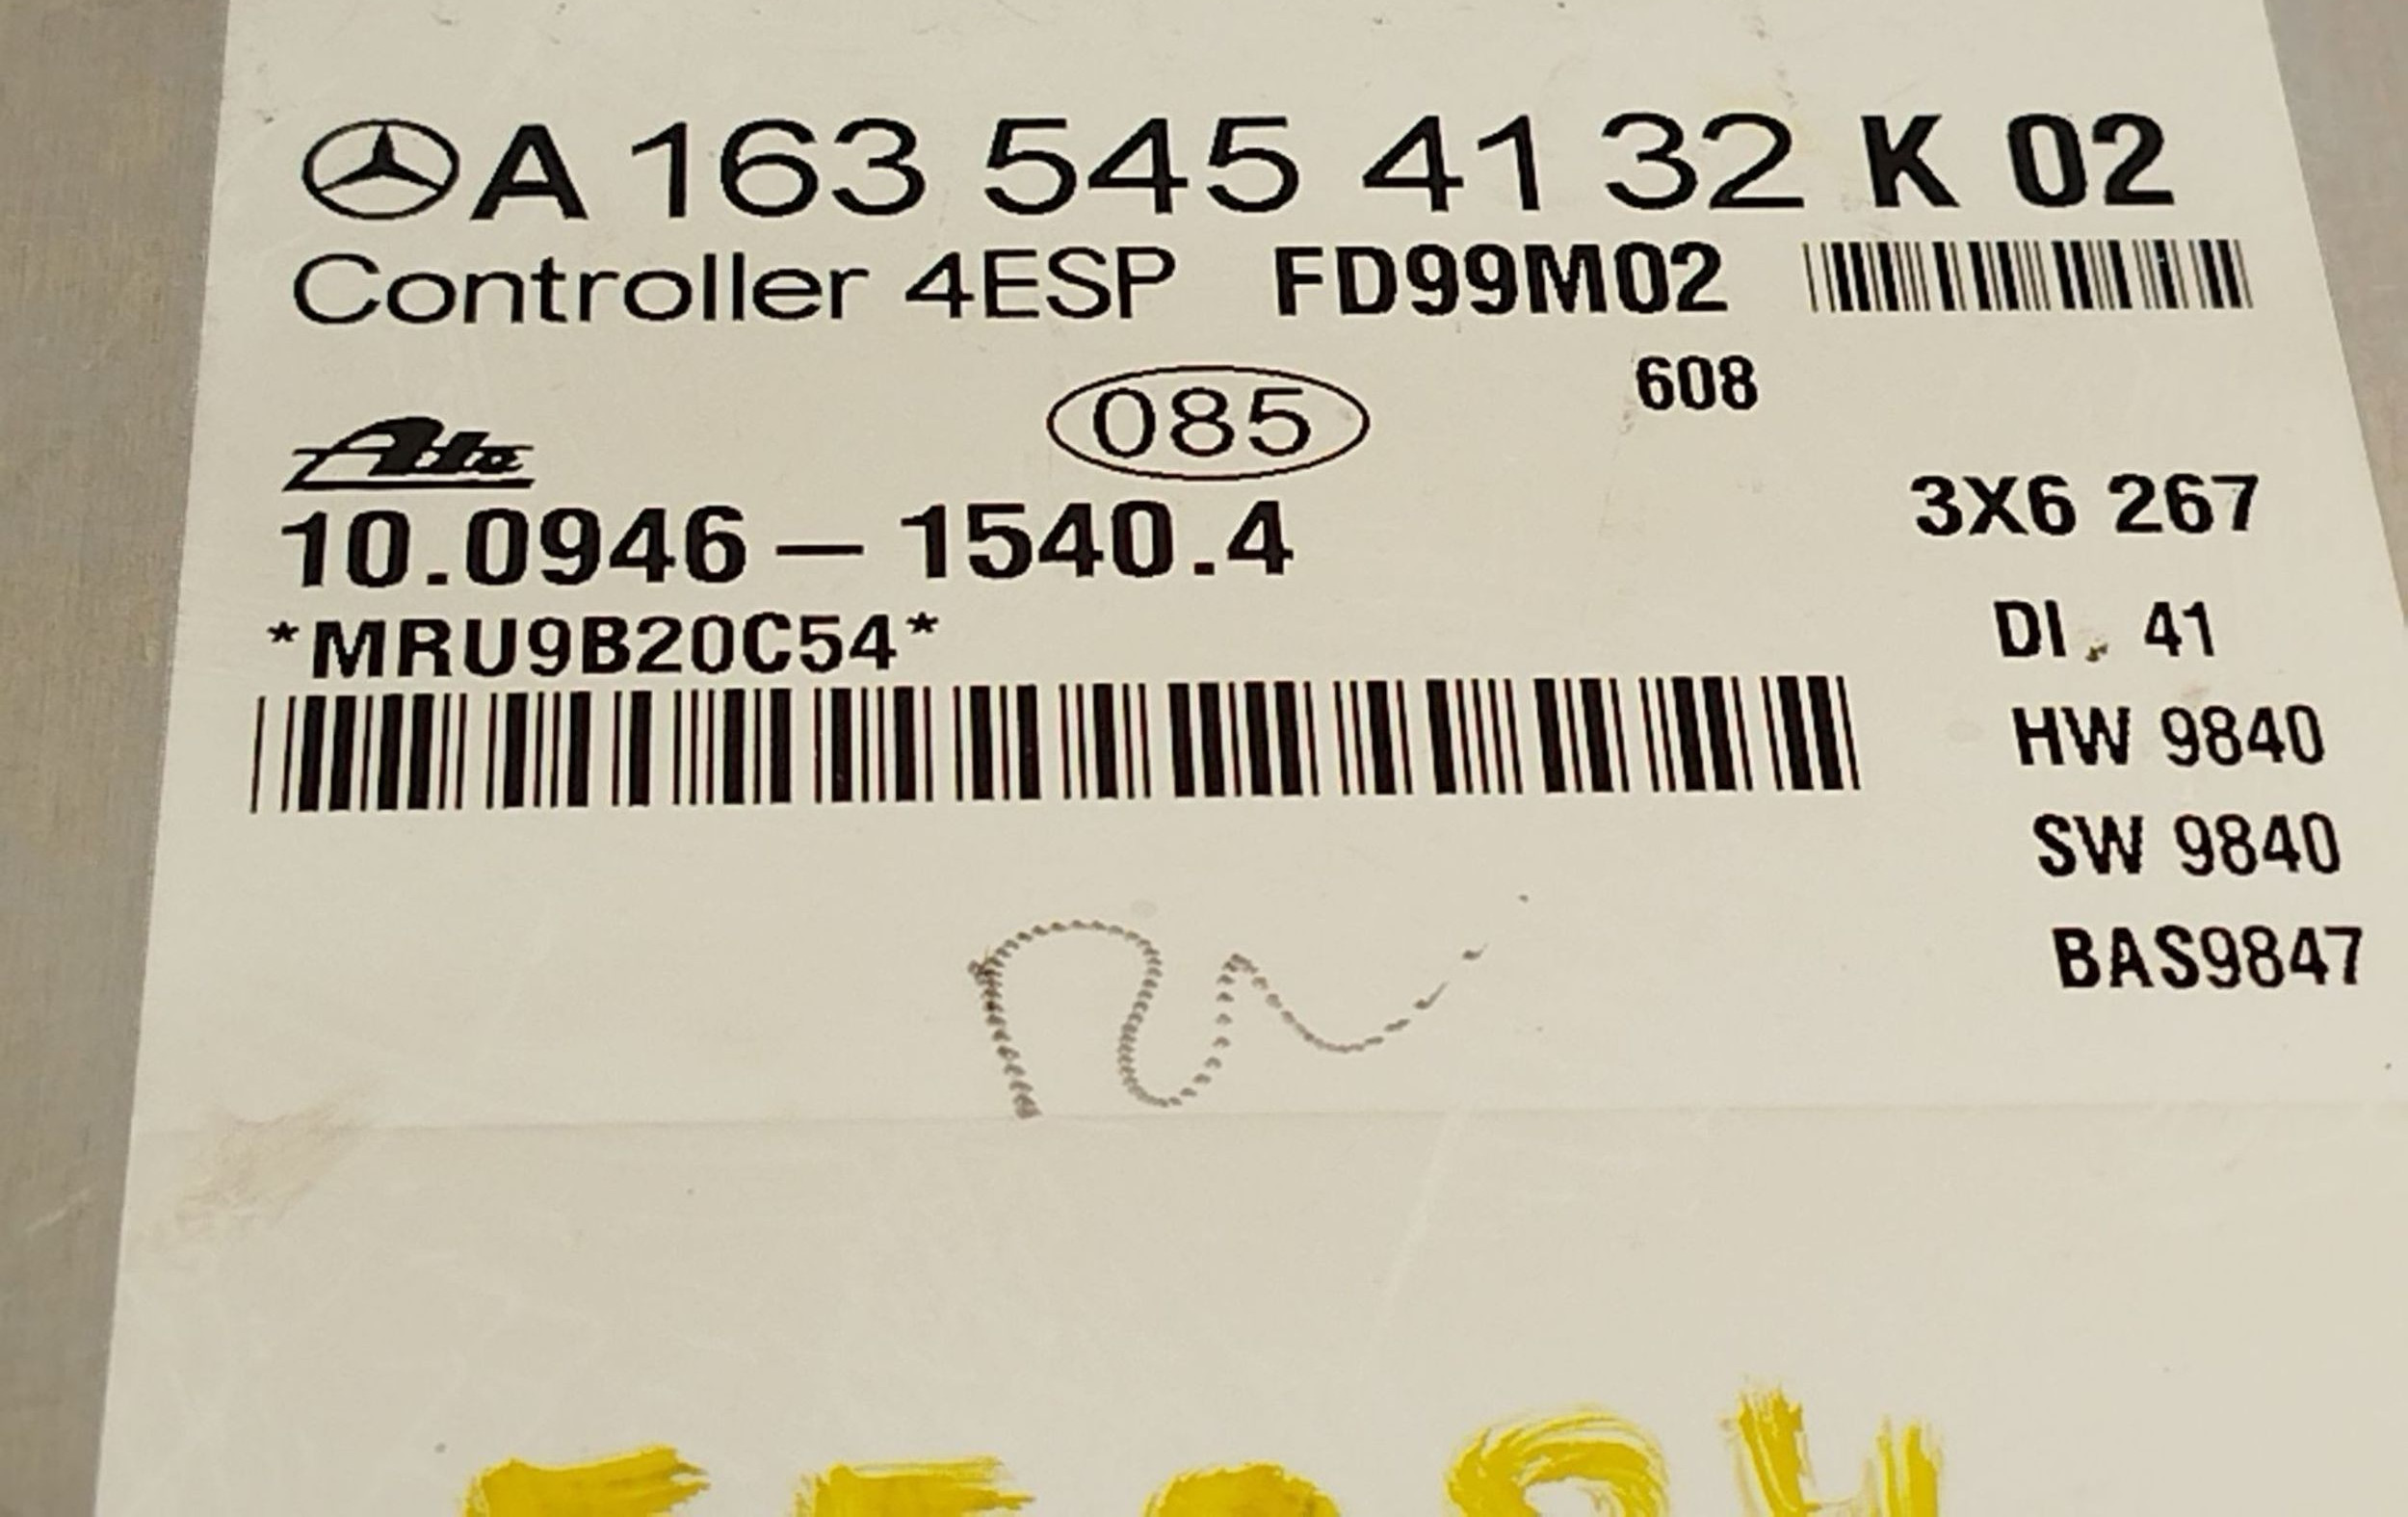 A 163 545 41 32 K 02
Controller 4ESP FD99M02
608
085
Ate
10.0946-1540.4
3X6 267
*MRU9B20C54*
DI. 41
HW 9840
SW 9840
BAS9847